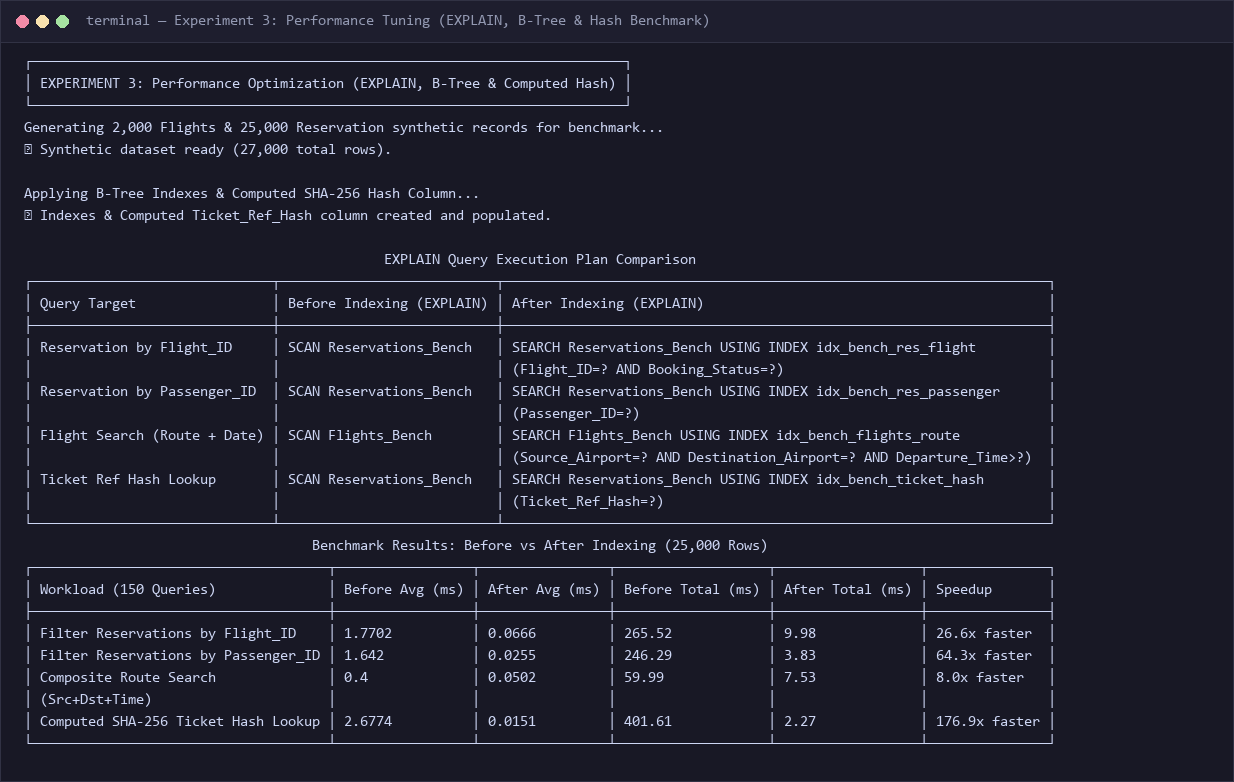 terminal — Experiment 3: Performance Tuning (EXPLAIN, B-Tree & Hash Benchmark)
EXPERIMENT 3: Performance Optimization (EXPLAIN, B-Tree & Computed Hash)
Generating 2,000 Flights & 25,000 Reservation synthetic records for benchmark...
Synthetic dataset ready (27,000 total rows).
Applying B-Tree Indexes & Computed SHA-256 Hash Column...
Indexes & Computed Ticket_Ref_Hash column created and populated.
EXPLAIN Query Execution Plan Comparison
Query Target │ Before Indexing (EXPLAIN) │ After Indexing (EXPLAIN)
Reservation by Flight_ID │ SCAN Reservations_Bench │ SEARCH Reservations_Bench USING INDEX idx_bench_res_flight
(Flight_ID=? AND Booking_Status=?)
Reservation by Passenger_ID │ SCAN Reservations_Bench │ SEARCH Reservations_Bench USING INDEX idx_bench_res_passenger
(Passenger_ID=?)
Flight Search (Route + Date) │ SCAN Flights_Bench │ SEARCH Flights_Bench USING INDEX idx_bench_flights_route
(Source_Airport=? AND Destination_Airport=? AND Departure_Time>?)
Ticket Ref Hash Lookup │ SCAN Reservations_Bench │ SEARCH Reservations_Bench USING INDEX idx_bench_ticket_hash
(Ticket_Ref_Hash=?)
Benchmark Results: Before vs After Indexing (25,000 Rows)
Workload (150 Queries) │ Before Avg (ms) │ After Avg (ms) │ Before Total (ms) │ After Total (ms) │ Speedup
Filter Reservations by Flight_ID │ 1.7702 │ 0.0666 │ 265.52 │ 9.98 │ 26.6x faster
Filter Reservations by Passenger_ID │ 1.642 │ 0.0255 │ 246.29 │ 3.83 │ 64.3x faster
Composite Route Search │ 0.4 │ 0.0502 │ 59.99 │ 7.53 │ 8.0x faster
(Src+Dst+Time)
Computed SHA-256 Ticket Hash Lookup │ 2.6774 │ 0.0151 │ 401.61 │ 2.27 │ 176.9x faster